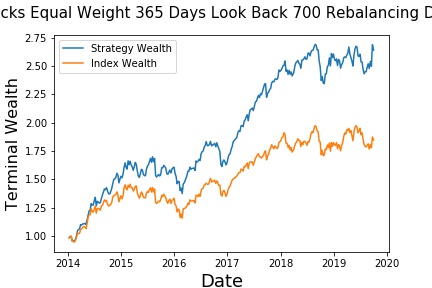 cks Equal Weight 365 Days Look Back 700 Rebalancing D
2.75
2.50
2.25
2.00
1.75
1.50
1.25
1.00
Terminal Wealth
Strategy Wealth
Index Wealth
2014 2015 2016 2017 2018 2019 2020
Date